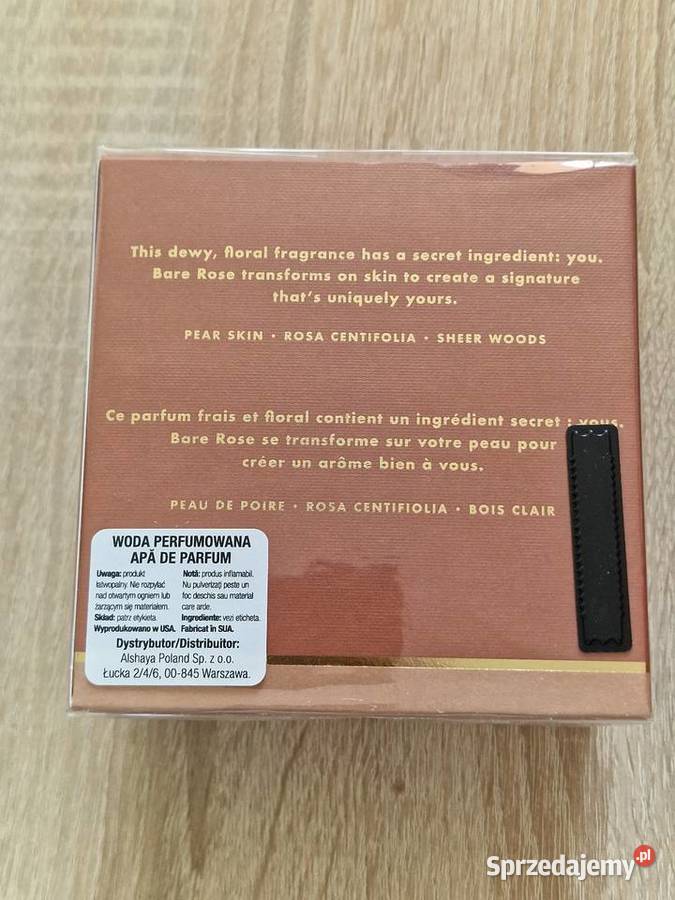 This dewy, floral fragrance has a secret ingredient: you.
Bare Rose transforms on skin to create a signature
that's uniquely yours.
PEAR SKIN • ROSA CENTIFOLIA • SHEER WOODS
Ce parfum frais et floral contient un ingrédient secret : vous.
Bare Rose se transforme sur votre peau pour
créer un arôme bien à vous.
PEAU DE POIRE • ROSA CENTIFIOLIA • BOIS CLAIR
WODA PERFUMOWANA
APĂ DE PARFUM
Uwaga: produkt
łatwopalny. Nie rozpylać
nad otwartym ogniem lub
żarzącym się materiałem.
Skład: patrz etykieta.
Wyprodukowano w USA.
Notă: produs inflamabil.
Nu pulverizați peste un
foc deschis sau material
care arde.
Ingrediente: vezi eticheta.
Fabricat în SUA.
Dystrybutor/Distribuitor:
Alshaya Poland Sp. z o.o.
Łucka 2/4/6, 00-845 Warszawa.
Sprzedajemy.pl